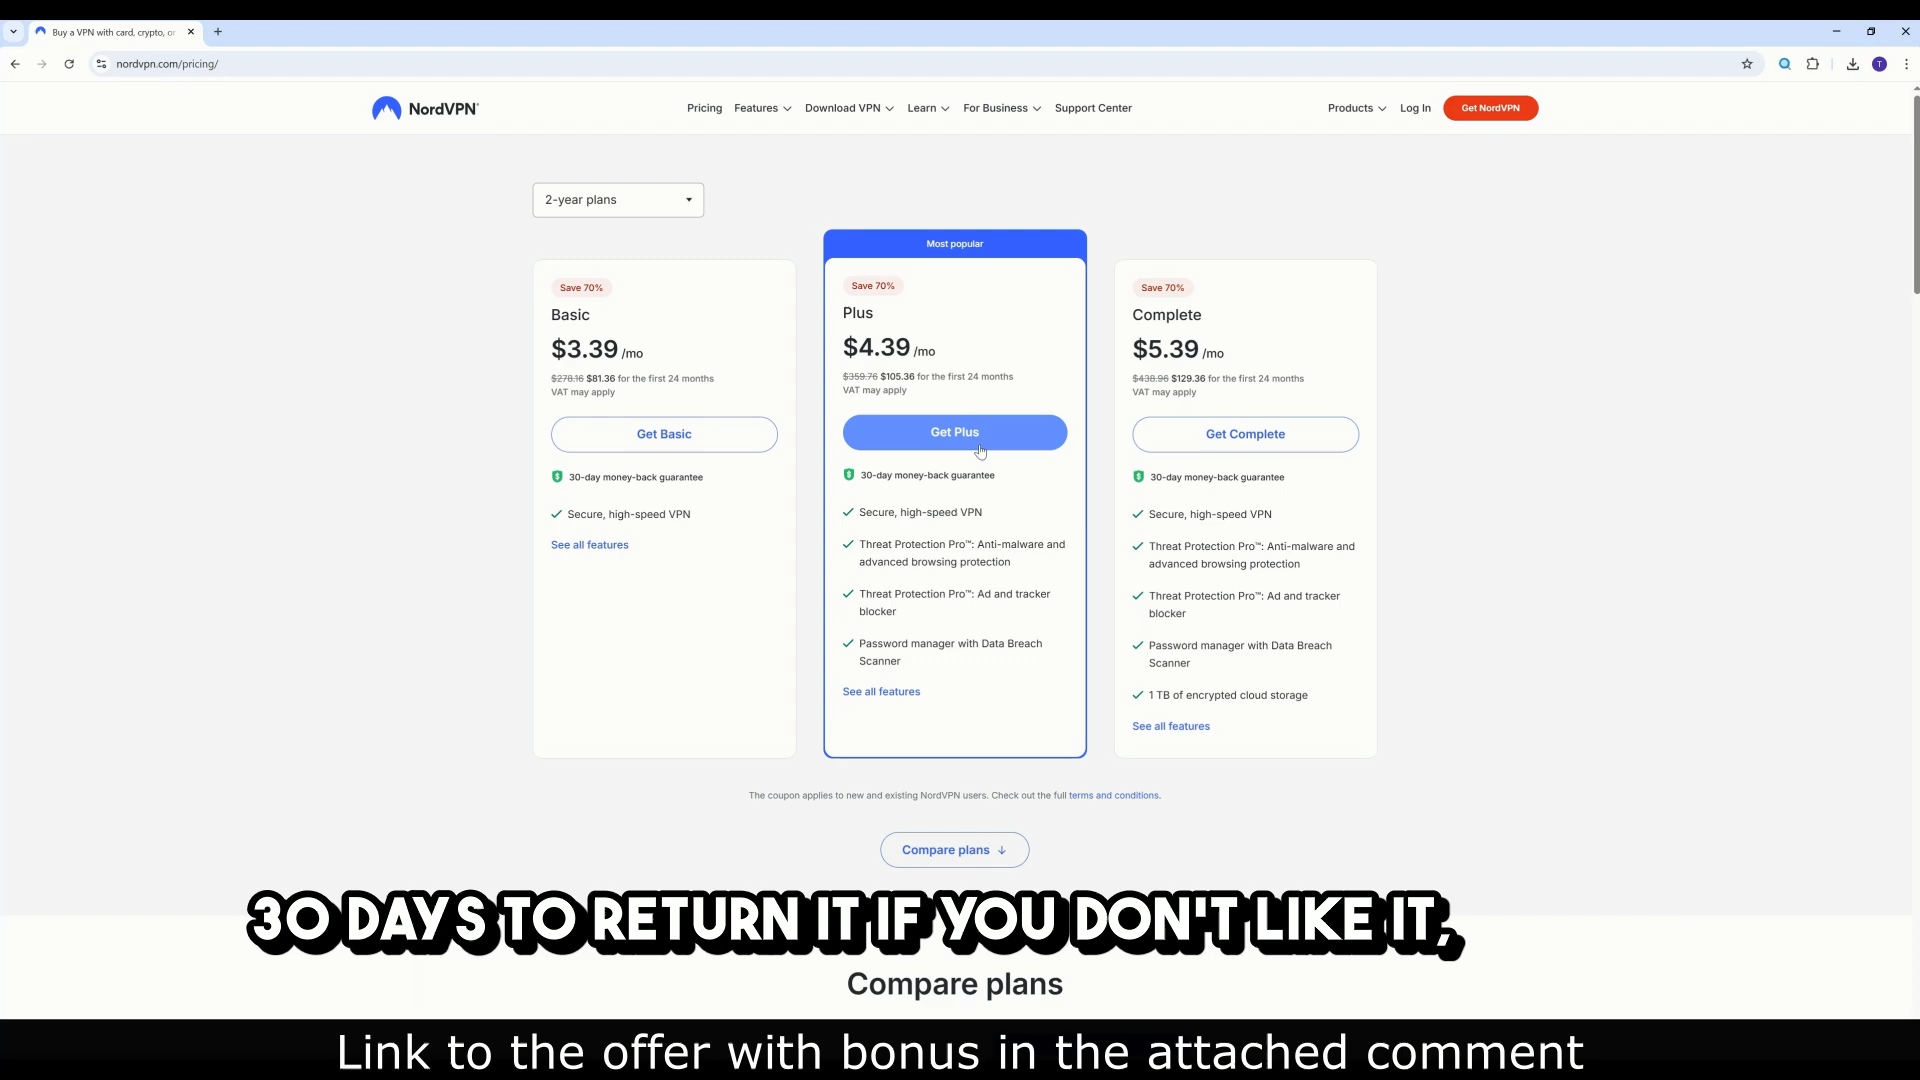 Buy a VPN with card, crypto, or
nordvpn.com/pricing/
T
NordVPN®
Pricing Features Download VPN Learn For Business Support Center
Products Log In Get NordVPN
2-year plans
Most popular
Save 70%
Basic
$3.39 /mo
$278.16 $81.36 for the first 24 months
VAT may apply
Get Basic
30-day money-back guarantee
Secure, high-speed VPN
See all features
Save 70%
Plus
$4.39 /mo
$359.76 $105.36 for the first 24 months
VAT may apply
Get Plus
30-day money-back guarantee
Secure, high-speed VPN
Threat Protection Pro™: Anti-malware and
advanced browsing protection
Threat Protection Pro™: Ad and tracker
blocker
Password manager with Data Breach
Scanner
See all features
Save 70%
Complete
$5.39 /mo
$438.96 $129.36 for the first 24 months
VAT may apply
Get Complete
30-day money-back guarantee
Secure, high-speed VPN
Threat Protection Pro™: Anti-malware and
advanced browsing protection
Threat Protection Pro™: Ad and tracker
blocker
Password manager with Data Breach
Scanner
1 TB of encrypted cloud storage
See all features
The coupon applies to new and existing NordVPN users. Check out the full terms and conditions.
Compare plans ↓
30 DAYS TO RETURN IT IF YOU DON'T LIKE IT,
Compare plans
Link to the offer with bonus in the attached comment